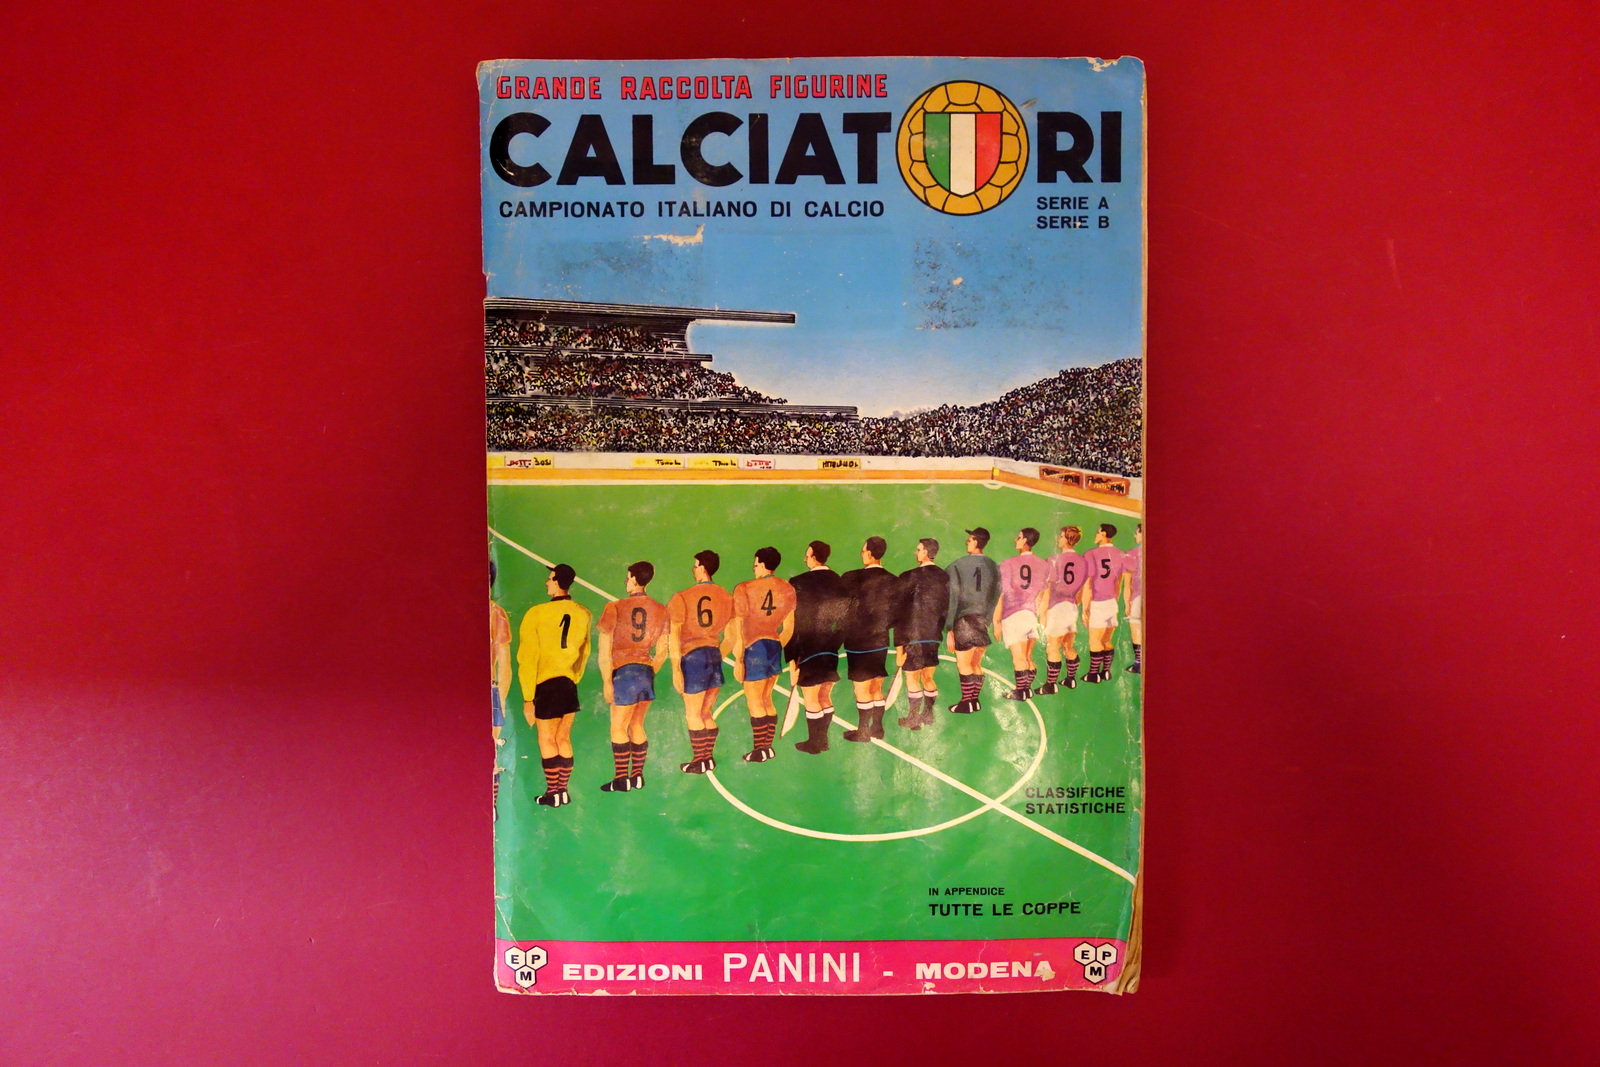 GRANDE RACCOLTA FIGURINE
CALCIATORI
CAMPIONATO ITALIANO DI CALCIO
SERIE A
SERIE B
1 9 6 4 1 9 6 5
CLASSIFICHE
STATISTICHE
IN APPENDICE
TUTTE LE COPPE
EPM
EDIZIONI PANINI - MODENA
EPM